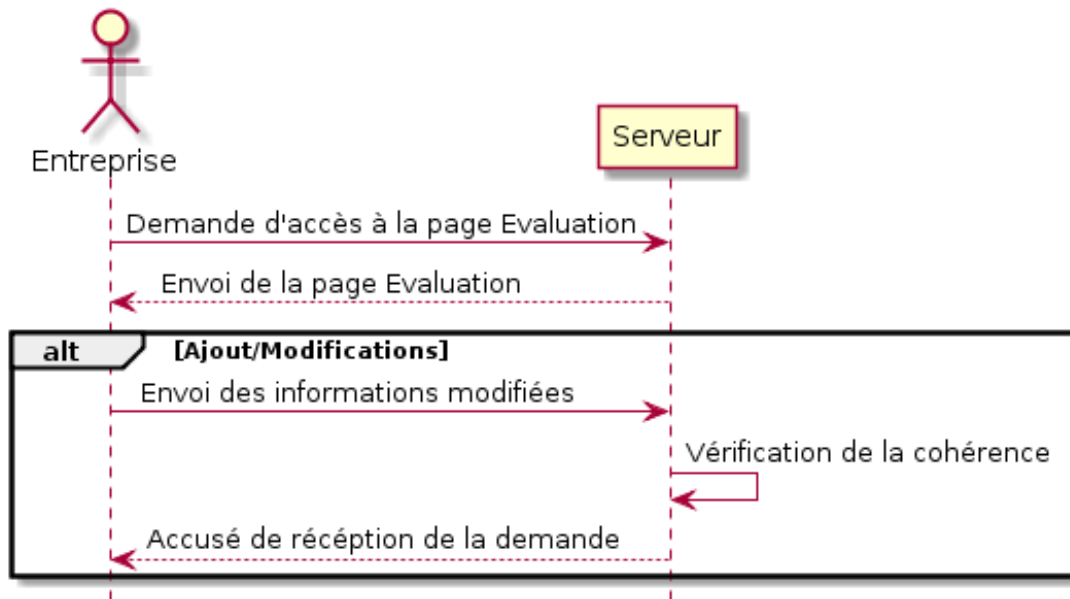 Entreprise
Serveur
Demande d'accès à la page Evaluation
Envoi de la page Evaluation
alt [Ajout/Modifications]
Envoi des informations modifiées
Vérification de la cohérence
Accusé de récéption de la demande